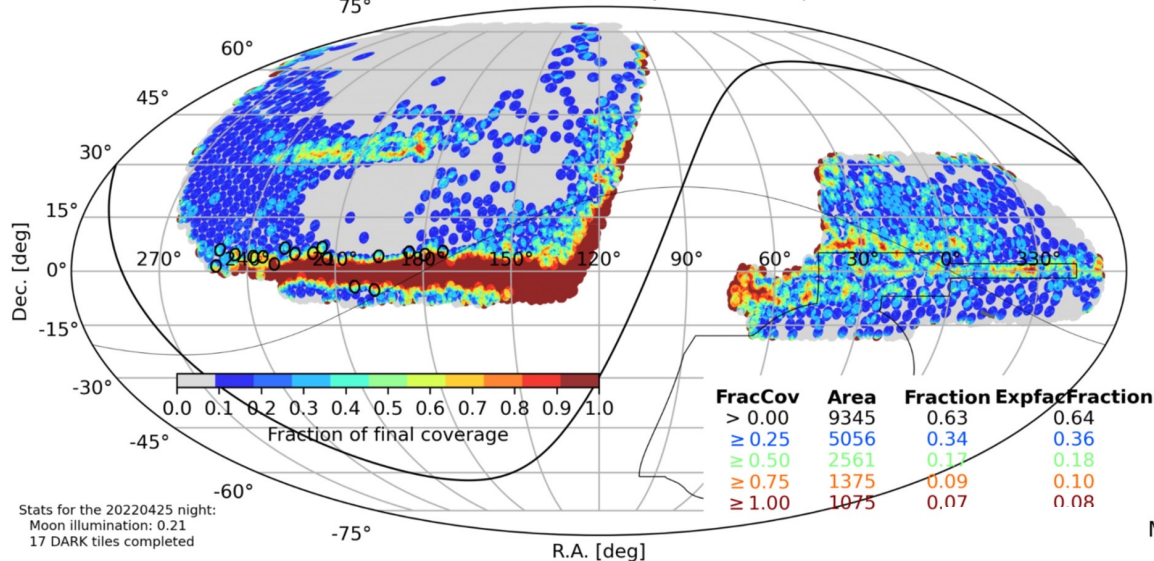 75°
60°
45°
30°
15°
0°
-15°
-30°
-45°
-60°
-75°
Dec. [deg]
270° 240° 210° 180° 150° 120° 90° 60° 30° 0° 330°
0.0 0.1 0.2 0.3 0.4 0.5 0.6 0.7 0.8 0.9 1.0
Fraction of final coverage
FracCov Area Fraction ExpfacFraction
> 0.00 9345 0.63 0.64
≥ 0.25 5056 0.34 0.36
≥ 0.50 2561 0.17 0.18
≥ 0.75 1375 0.09 0.10
≥ 1.00 1075 0.07 0.08
Stats for the 20220425 night:
Moon illumination: 0.21
17 DARK tiles completed
R.A. [deg]